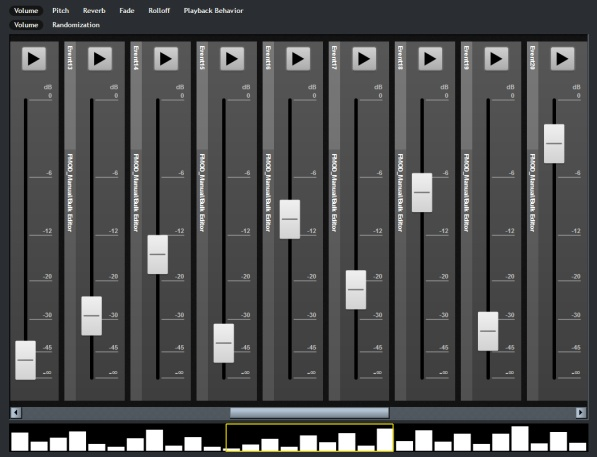 Volume Pitch Reverb Fade Rolloff Playback Behavior
Volume Randomization
dB
0
-6
-12
-20
-30
-45
-∞
Event13
FMOD_Manual/Bulk Editor
dB
0
-6
-12
-20
-30
-45
-∞
Event14
FMOD_Manual/Bulk Editor
dB
0
-6
-12
-20
-30
-45
-∞
Event15
FMOD_Manual/Bulk Editor
dB
0
-6
-12
-20
-30
-45
-∞
Event16
FMOD_Manual/Bulk Editor
dB
0
-6
-12
-20
-30
-45
-∞
Event17
FMOD_Manual/Bulk Editor
dB
0
-6
-12
-20
-30
-45
-∞
Event18
FMOD_Manual/Bulk Editor
dB
0
-6
-12
-20
-30
-45
-∞
Event19
FMOD_Manual/Bulk Editor
dB
0
-6
-12
-20
-30
-45
-∞
Event20
FMOD_Manual/Bulk Editor
dB
0
-6
-12
-20
-30
-45
-∞